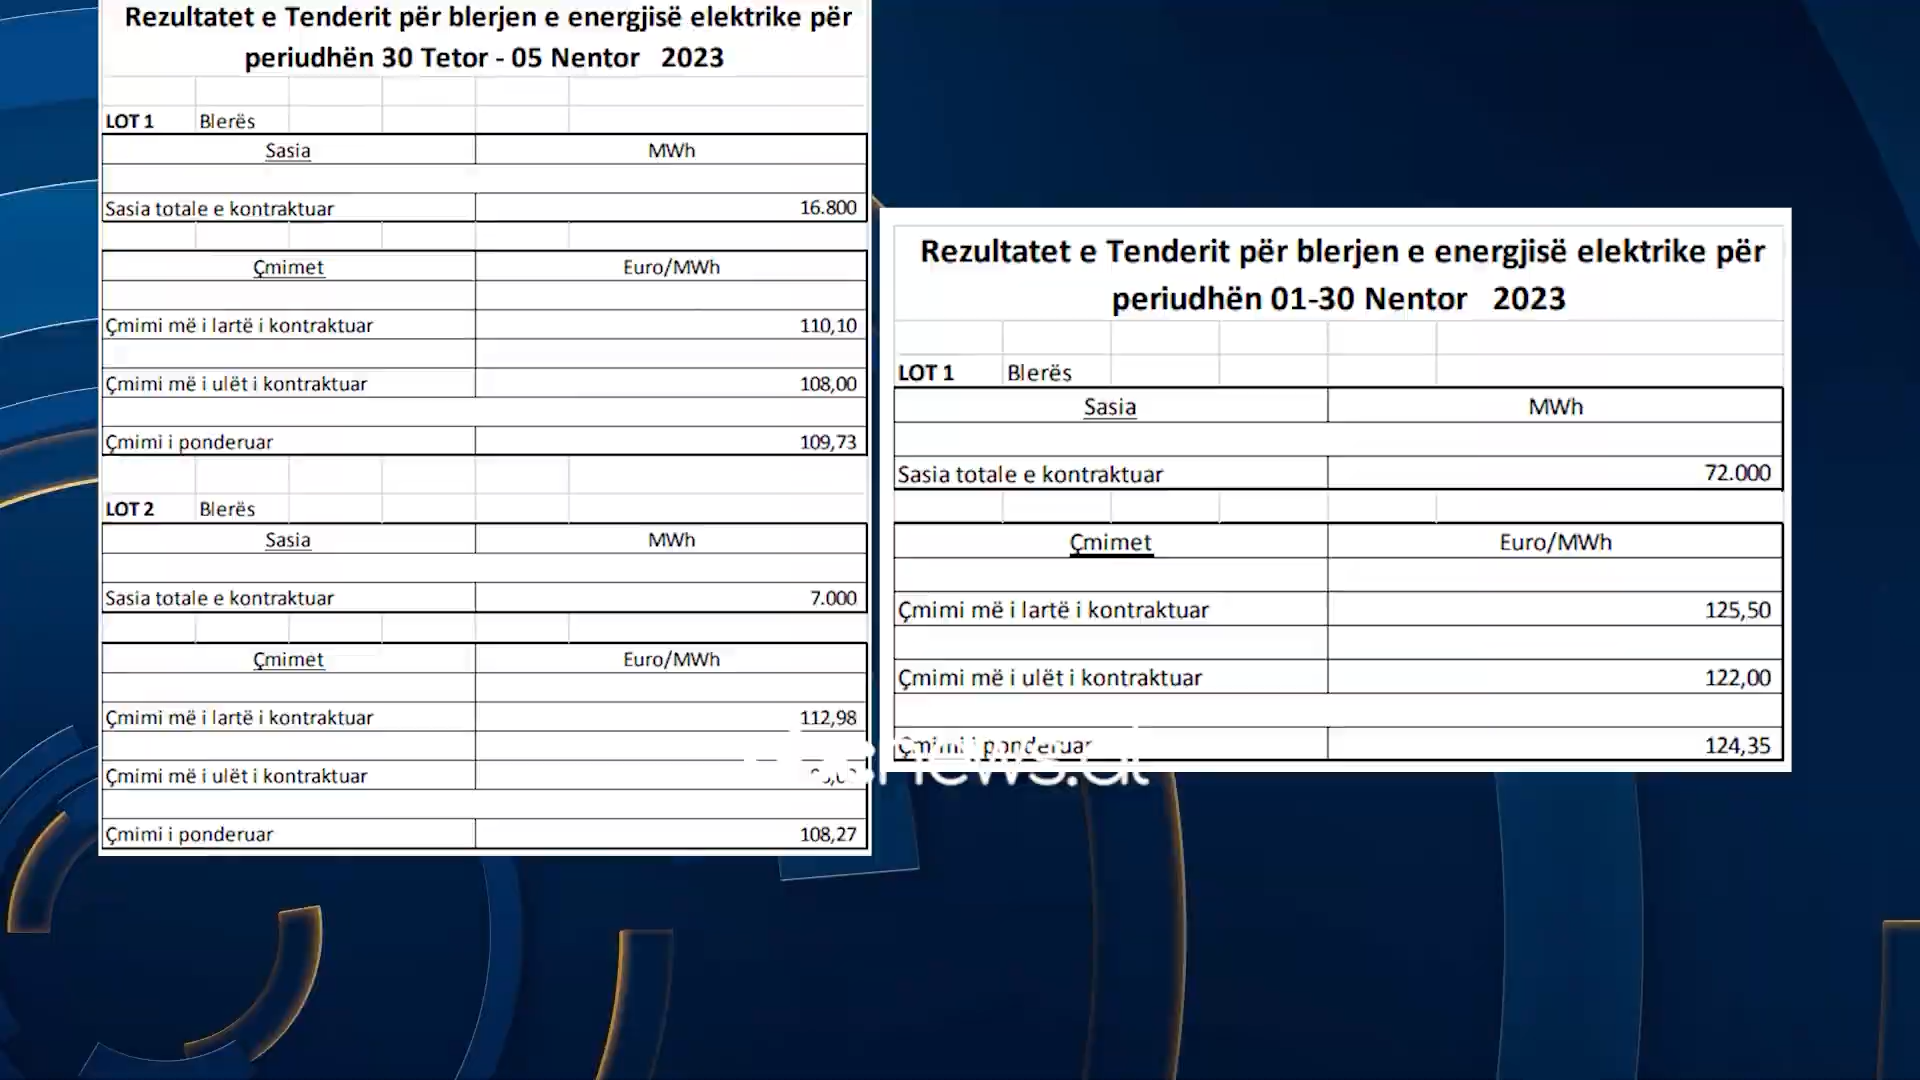 Rezultatet e Tenderit për blerjen e energjisë elektrike për
periudhën 30 Tetor - 05 Nentor 2023
LOT 1 Blerës
Sasia MWh
Sasia totale e kontraktuar 16.800
Çmimet Euro/MWh
Çmimi më i lartë i kontraktuar 110,10
Çmimi më i ulët i kontraktuar 108,00
Çmimi i ponderuar 109,73
LOT 2 Blerës
Sasia MWh
Sasia totale e kontraktuar 7.000
Çmimet Euro/MWh
Çmimi më i lartë i kontraktuar 112,98
Çmimi më i ulët i kontraktuar
Çmimi i ponderuar 108,27
Rezultatet e Tenderit për blerjen e energjisë elektrike për
periudhën 01-30 Nentor 2023
LOT 1 Blerës
Sasia MWh
Sasia totale e kontraktuar 72.000
Çmimet Euro/MWh
Çmimi më i lartë i kontraktuar 125,50
Çmimi më i ulët i kontraktuar 122,00
Çmimi i ponderuar 124,35